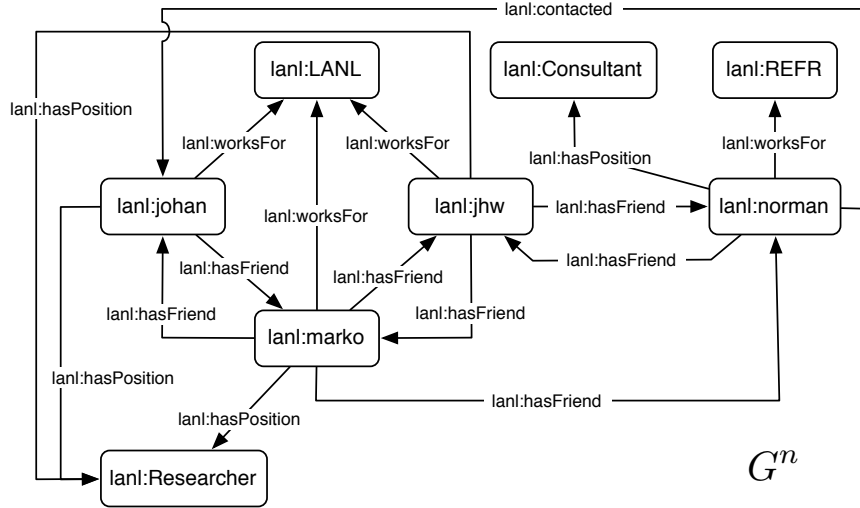 lanl:contacted
lanl:LANL
lanl:Consultant
lanl:REFR
lanl:hasPosition
lanl:worksFor
lanl:worksFor
lanl:hasPosition
lanl:worksFor
lanl:johan
lanl:worksFor
lanl:jhw
lanl:hasFriend
lanl:norman
lanl:hasFriend
lanl:hasFriend
lanl:hasFriend
lanl:hasFriend
lanl:hasFriend
lanl:marko
lanl:hasPosition
lanl:hasFriend
lanl:hasPosition
lanl:Researcher
Gⁿ